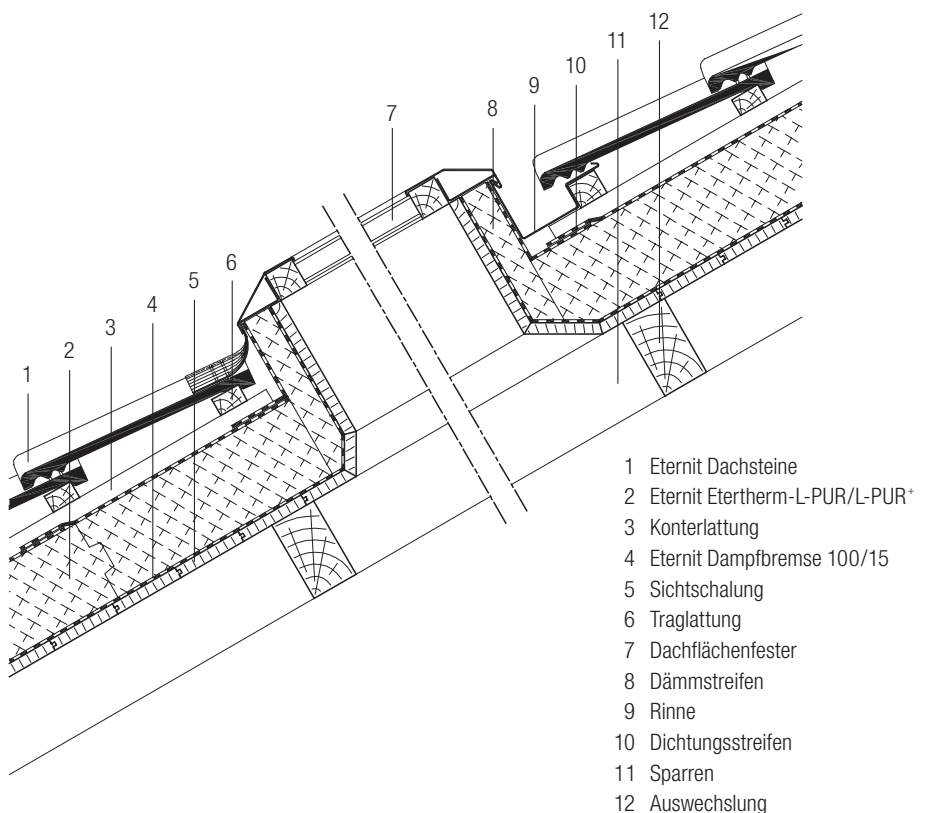 12
11
10
9
8
7
6
5
4
3
2
1
1 Eternit Dachsteine
2 Eternit Etertherm-L-PUR/L-PUR⁺
3 Konterlattung
4 Eternit Dampfbremse 100/15
5 Sichtschalung
6 Traglattung
7 Dachflächenfester
8 Dämmstreifen
9 Rinne
10 Dichtungsstreifen
11 Sparren
12 Auswechslung